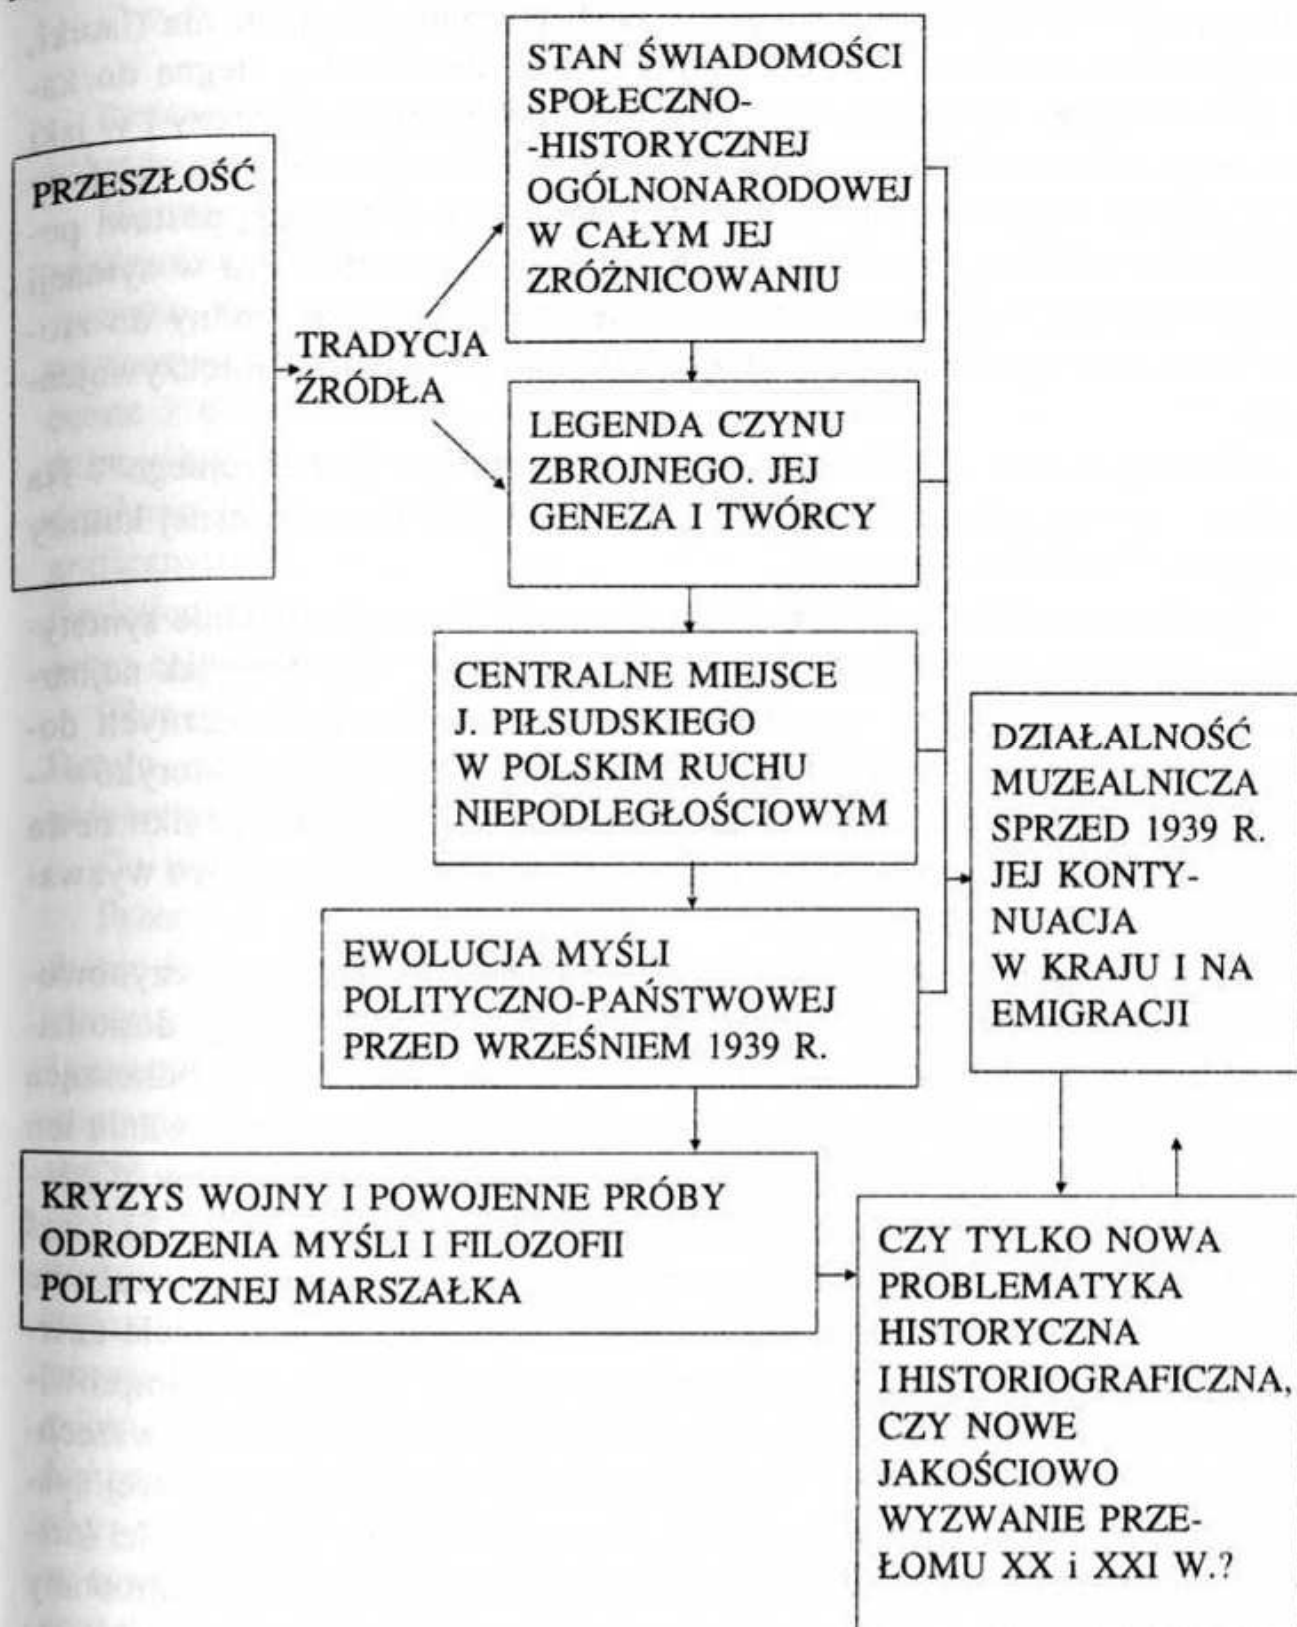 PRZESZŁOŚĆ
TRADYCJA
ŹRÓDŁA
STAN ŚWIADOMOŚCI
SPOŁECZNO-
-HISTORYCZNEJ
OGÓLNONARODOWEJ
W CAŁYM JEJ
ZRÓŻNICOWANIU
LEGENDA CZYNU
ZBROJNEGO. JEJ
GENEZA I TWÓRCY
CENTRALNE MIEJSCE
J. PIŁSUDSKIEGO
W POLSKIM RUCHU
NIEPODLEGŁOŚCIOWYM
EWOLUCJA MYŚLI
POLITYCZNO-PAŃSTWOWEJ
PRZED WRZEŚNIEM 1939 R.
DZIAŁALNOŚĆ
MUZEALNICZA
SPRZED 1939 R.
JEJ KONTY-
NUACJA
W KRAJU I NA
EMIGRACJI
KRYZYS WOJNY I POWOJENNE PRÓBY
ODRODZENIA MYŚLI I FILOZOFII
POLITYCZNEJ MARSZAŁKA
CZY TYLKO NOWA
PROBLEMATYKA
HISTORYCZNA
I HISTORIOGRAFICZNA,
CZY NOWE
JAKOŚCIOWO
WYZWANIE PRZE-
ŁOMU XX i XXI W.?